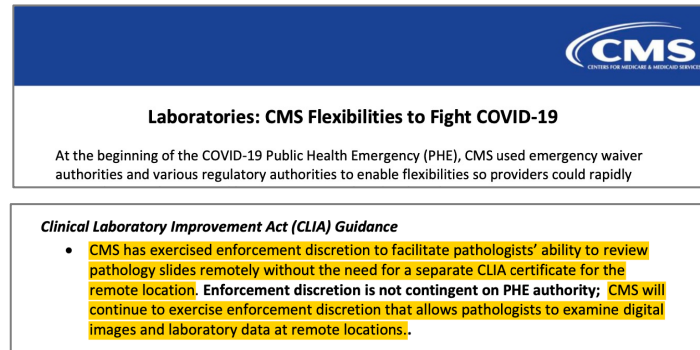 CMS
CENTERS FOR MEDICARE & MEDICAID SERVICES
Laboratories: CMS Flexibilities to Fight COVID-19
At the beginning of the COVID-19 Public Health Emergency (PHE), CMS used emergency waiver
authorities and various regulatory authorities to enable flexibilities so providers could rapidly
Clinical Laboratory Improvement Act (CLIA) Guidance
• CMS has exercised enforcement discretion to facilitate pathologists’ ability to review
pathology slides remotely without the need for a separate CLIA certificate for the
remote location. Enforcement discretion is not contingent on PHE authority; CMS will
continue to exercise enforcement discretion that allows pathologists to examine digital
images and laboratory data at remote locations..